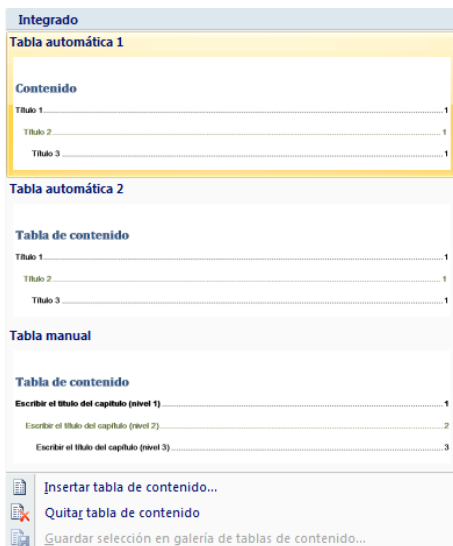 Integrado
Tabla automática 1
Contenido
Título 1 1
Título 2 1
Título 3 1
Tabla automática 2
Tabla de contenido
Título 1 1
Título 2 1
Título 3 1
Tabla manual
Tabla de contenido
Escribir el título del capítulo (nivel 1) 1
Escribir el título del capítulo (nivel 2) 2
Escribir el título del capítulo (nivel 3) 3
Insertar tabla de contenido...
Quitar tabla de contenido
Guardar selección en galería de tablas de contenido...